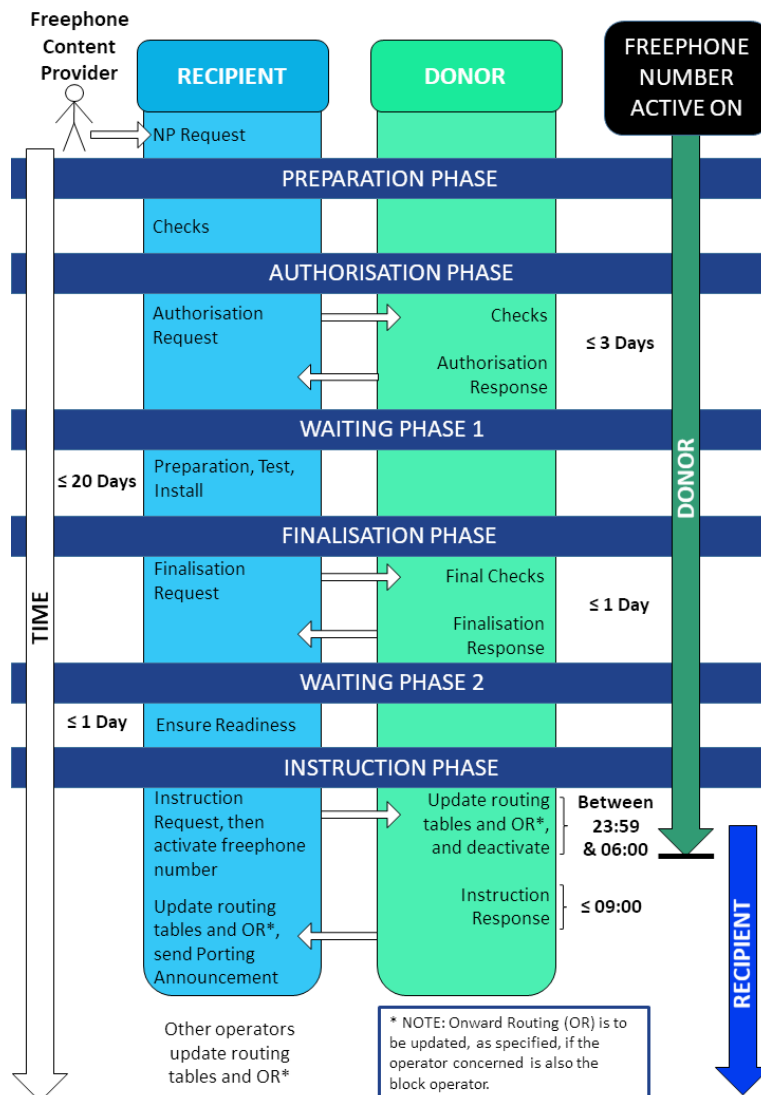 Freephone
Content
Provider
RECIPIENT
DONOR
FREEPHONE
NUMBER
ACTIVE ON
NP Request
PREPARATION PHASE
Checks
AUTHORISATION PHASE
Authorisation
Request
Checks
≤ 3 Days
Authorisation
Response
WAITING PHASE 1
≤ 20 Days
Preparation, Test,
Install
DONOR
FINALISATION PHASE
Finalisation
Request
Final Checks
≤ 1 Day
Finalisation
Response
TIME
WAITING PHASE 2
≤ 1 Day
Ensure Readiness
INSTRUCTION PHASE
Instruction
Request, then
activate freephone
number
Update routing
tables and OR*,
and deactivate
Between
23:59
& 06:00
Instruction
Response
≤ 09:00
Update routing
tables and OR*,
send Porting
Announcement
RECIPIENT
Other operators
update routing
tables and OR*
* NOTE: Onward Routing (OR) is to
be updated, as specified, if the
operator concerned is also the
block operator.